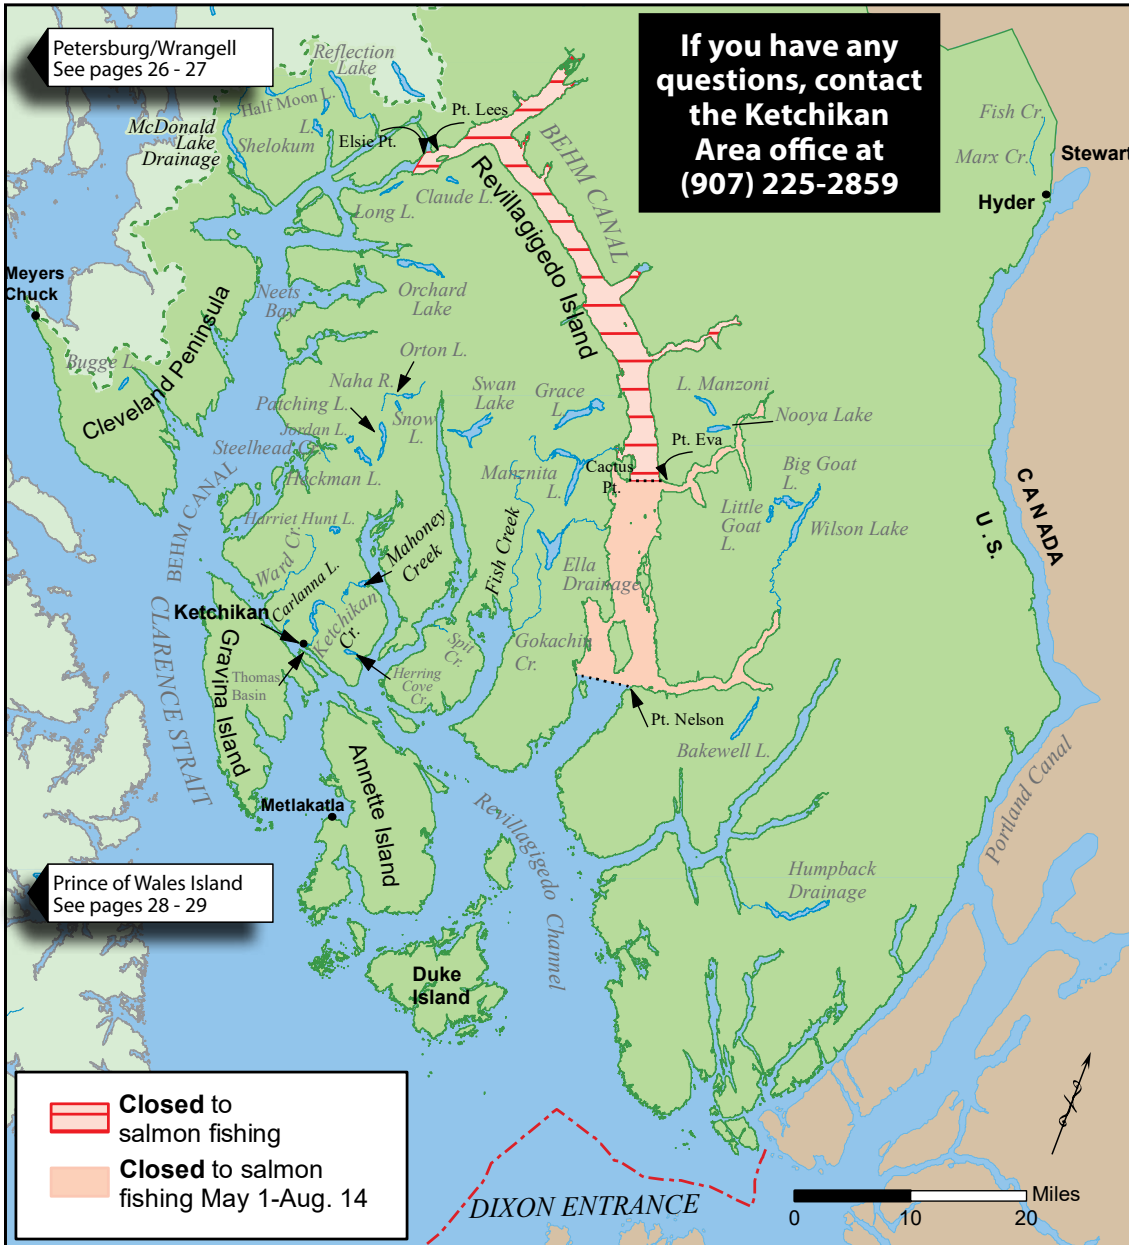 Petersburg/Wrangell
See pages 26 - 27
If you have any
questions, contact
the Ketchikan
Area office at
(907) 225-2859
Reflection
Lake
Half Moon L.
McDonald
Lake
Drainage
L.
Shelokum
Elsie Pt.
Pt. Lees
BEHM CANAL
Fish Cr.
Marx Cr.
Stewart
Hyder
Claude L.
Long L.
Revillagigedo Island
Meyers
Chuck
Neets
Bay
Orchard
Lake
Cleveland Peninsula
Bugge L.
Orton L.
Naha R.
Patching L.
Snow
L.
Swan
Lake
Grace
L.
L. Manzoni
Nooya Lake
Jordan L.
Steelhead Cr.
Heckman L.
Manznita
L.
Cactus
Pt.
Pt. Eva
Big Goat
L.
Little
Goat
L.
Wilson Lake
CANADA
U.S.
BEHM CANAL
Harriet Hunt L.
Ward Cr.
Mahoney
Creek
Fish Creek
Ella
Drainage
Carlanna L.
Ketchikan
Ketchikan
Cr.
CLARENCE STRAIT
Gravina Island
Thomas
Basin
Herring
Cove
Cr.
Spit
Cr.
Gokachin
Cr.
Pt. Nelson
Bakewell L.
Portland Canal
Metlakatla
Annette Island
Revillagigedo Channel
Prince of Wales Island
See pages 28 - 29
Humpback
Drainage
Duke
Island
Closed to
salmon fishing
Closed to salmon
fishing May 1-Aug. 14
DIXON ENTRANCE
Miles
0 10 20